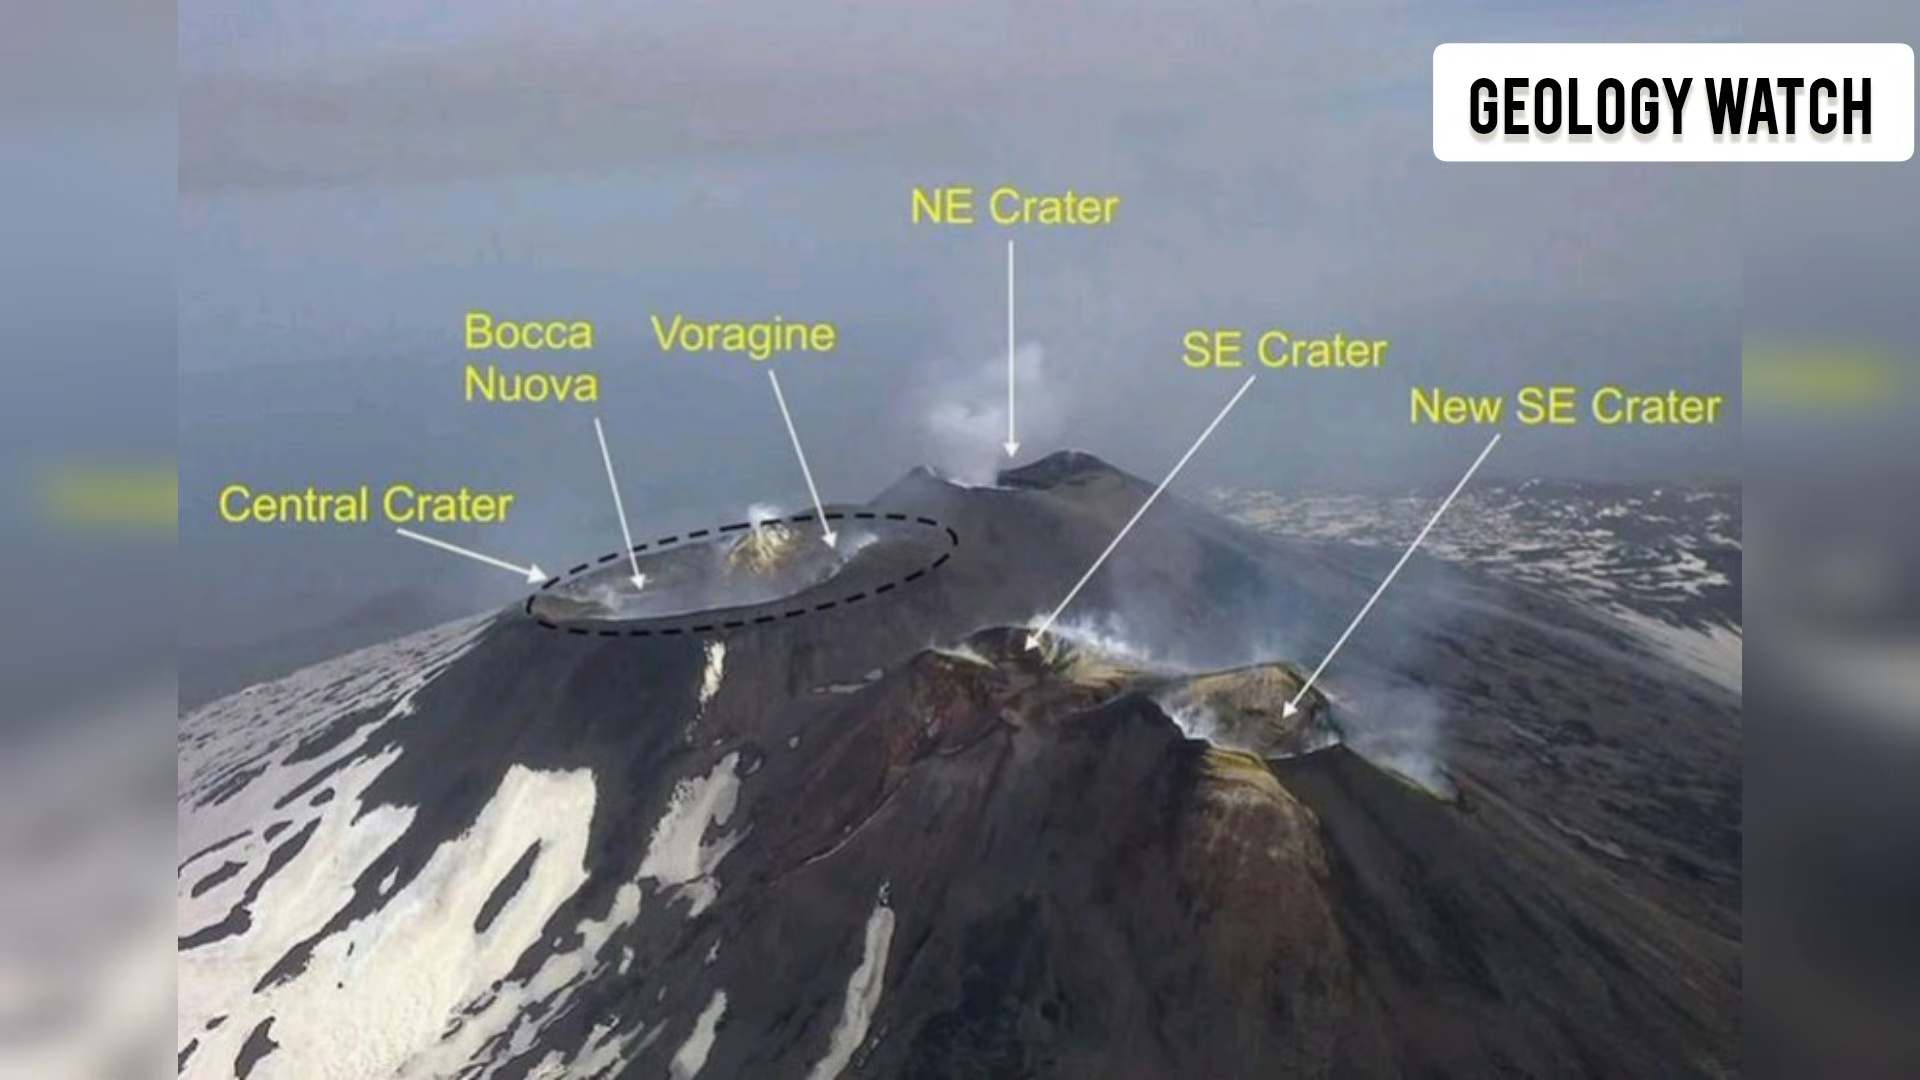 GEOLOGY WATCH
NE Crater
Bocca
Nuova
Voragine
SE Crater
New SE Crater
Central Crater